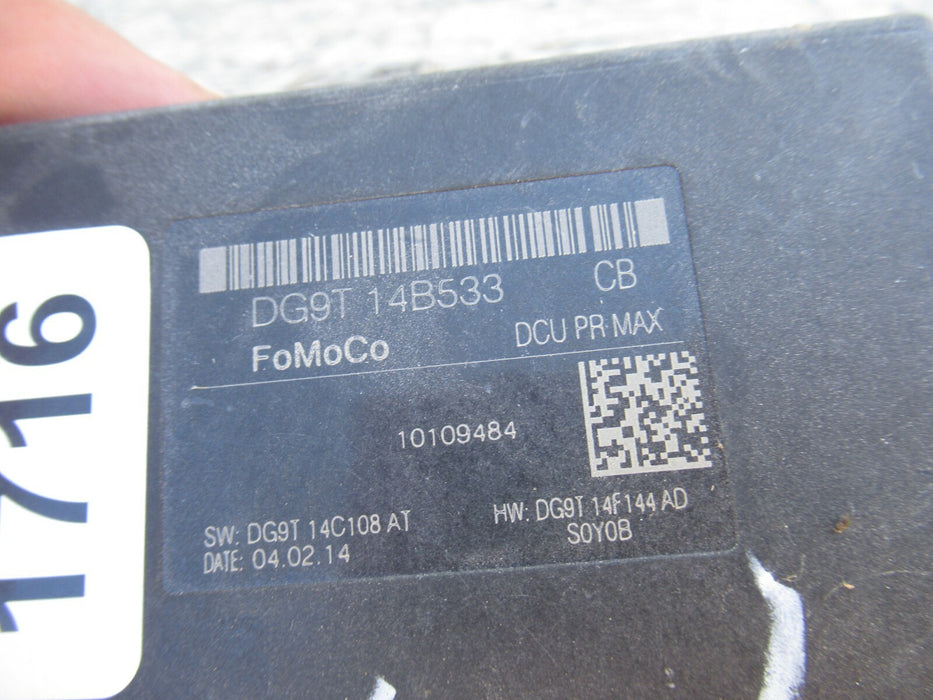 DG9T 14B533 CB
FoMoCo DCU PR MAX
10109484
SW: DG9T 14C108 AT
DATE: 04.02.14
HW: DG9T 14F144 AD
S0Y0B
1716